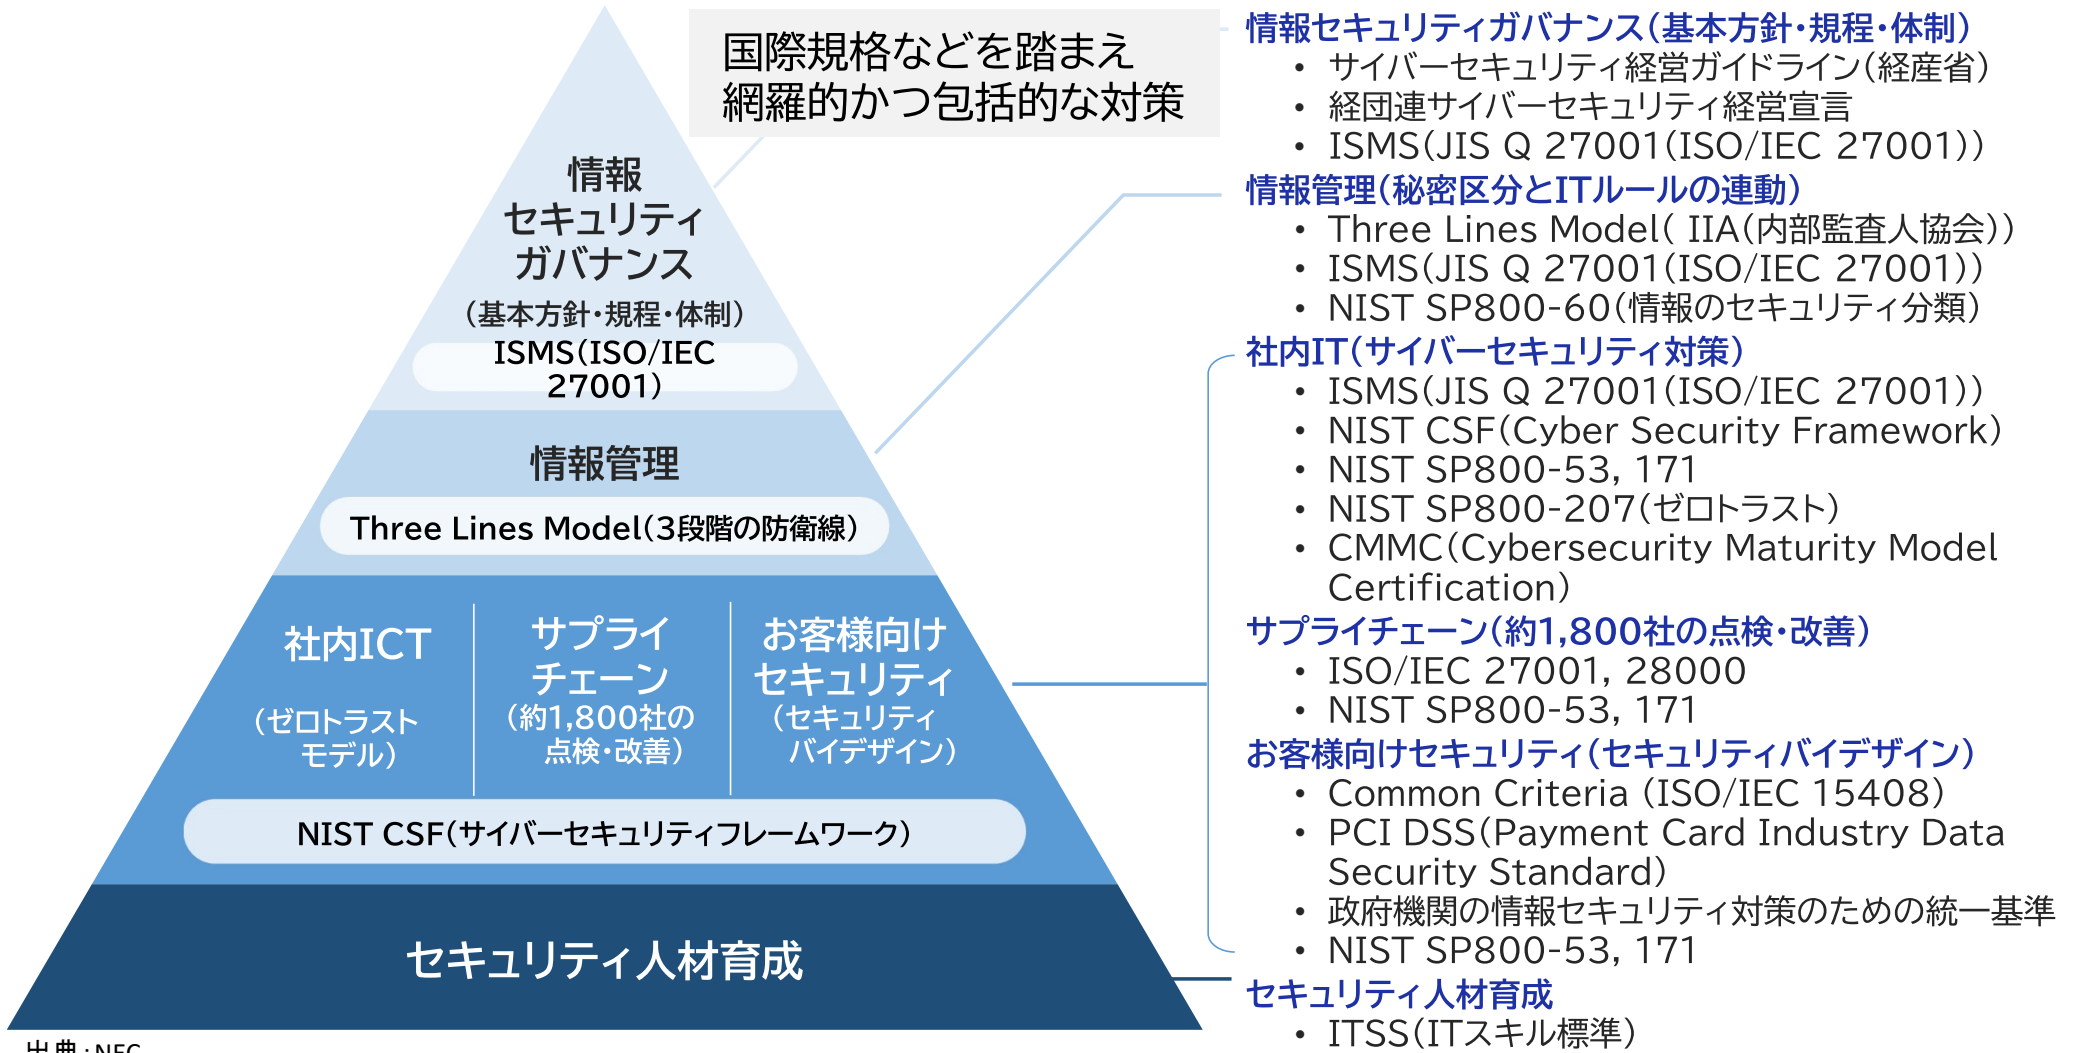 国際規格などを踏まえ
網羅的かつ包括的な対策
情報
セキュリティ
ガバナンス
（基本方針・規程・体制）
ISMS（ISO/IEC
27001）
情報管理
Three Lines Model（3段階の防衛線）
社内ICT
（ゼロトラスト
モデル）
サプライ
チェーン
（約1,800社の
点検・改善）
お客様向け
セキュリティ
（セキュリティ
バイデザイン）
NIST CSF（サイバーセキュリティフレームワーク）
セキュリティ人材育成
出典：NEC
情報セキュリティガバナンス（基本方針・規程・体制）
• サイバーセキュリティ経営ガイドライン（経産省）
• 経団連サイバーセキュリティ経営宣言
• ISMS（JIS Q 27001（ISO/IEC 27001））
情報管理（秘密区分とITルールの連動）
• Three Lines Model（ IIA（内部監査人協会））
• ISMS（JIS Q 27001（ISO/IEC 27001））
• NIST SP800-60（情報のセキュリティ分類）
社内IT（サイバーセキュリティ対策）
• ISMS（JIS Q 27001（ISO/IEC 27001））
• NIST CSF（Cyber Security Framework）
• NIST SP800-53, 171
• NIST SP800-207（ゼロトラスト）
• CMMC（Cybersecurity Maturity Model
Certification）
サプライチェーン（約1,800社の点検・改善）
• ISO/IEC 27001, 28000
• NIST SP800-53, 171
お客様向けセキュリティ（セキュリティバイデザイン）
• Common Criteria （ISO/IEC 15408）
• PCI DSS（Payment Card Industry Data
Security Standard）
• 政府機関の情報セキュリティ対策のための統一基準
• NIST SP800-53, 171
セキュリティ人材育成
• ITSS（ITスキル標準）